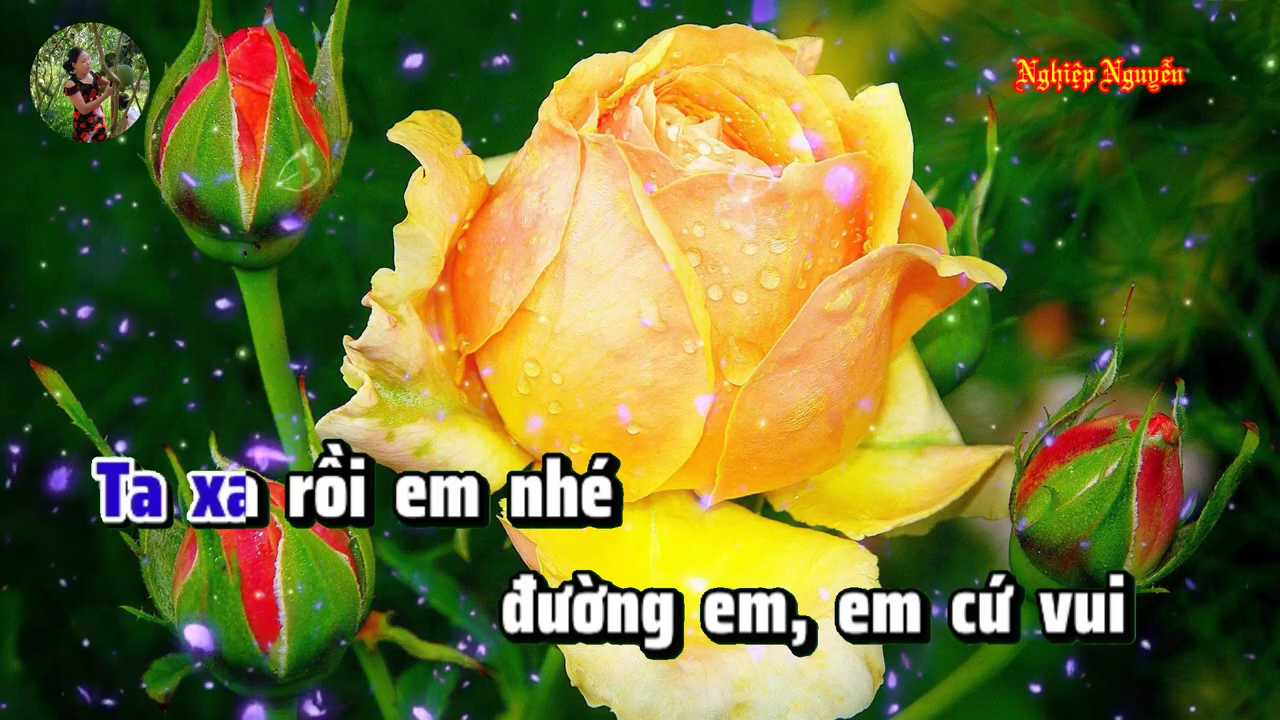 Nghiệp Nguyễn
Ta xa rồi em nhé
đường em, em cứ vui